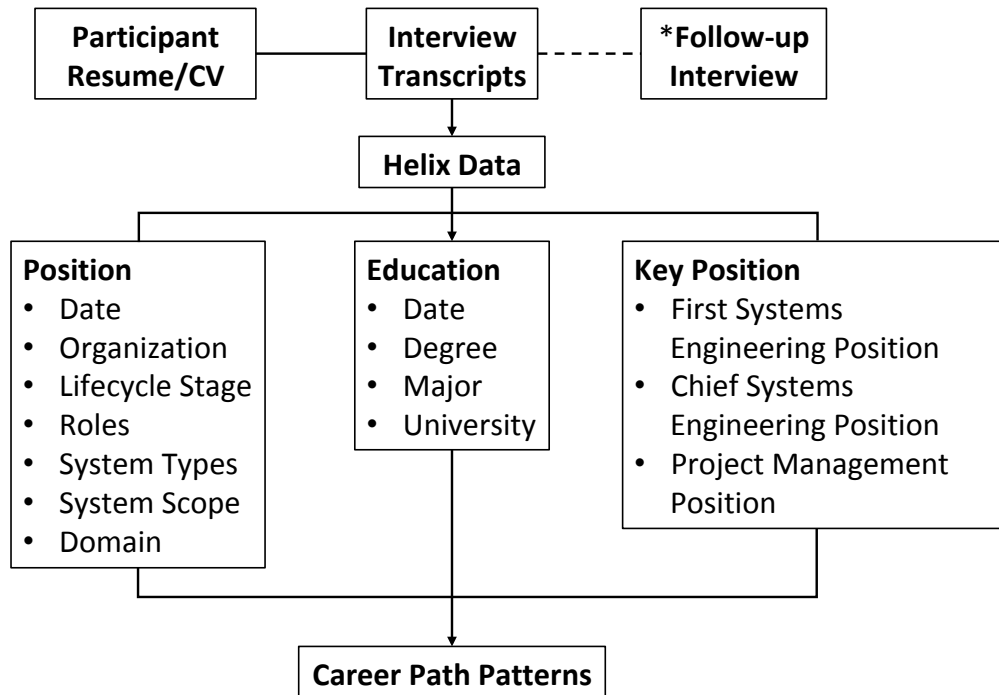 Participant
Resume/CV
Interview
Transcripts
*Follow-up
Interview
Helix Data
Position
• Date
• Organization
• Lifecycle Stage
• Roles
• System Types
• System Scope
• Domain
Education
• Date
• Degree
• Major
• University
Key Position
• First Systems
Engineering Position
• Chief Systems
Engineering Position
• Project Management
Position
Career Path Patterns